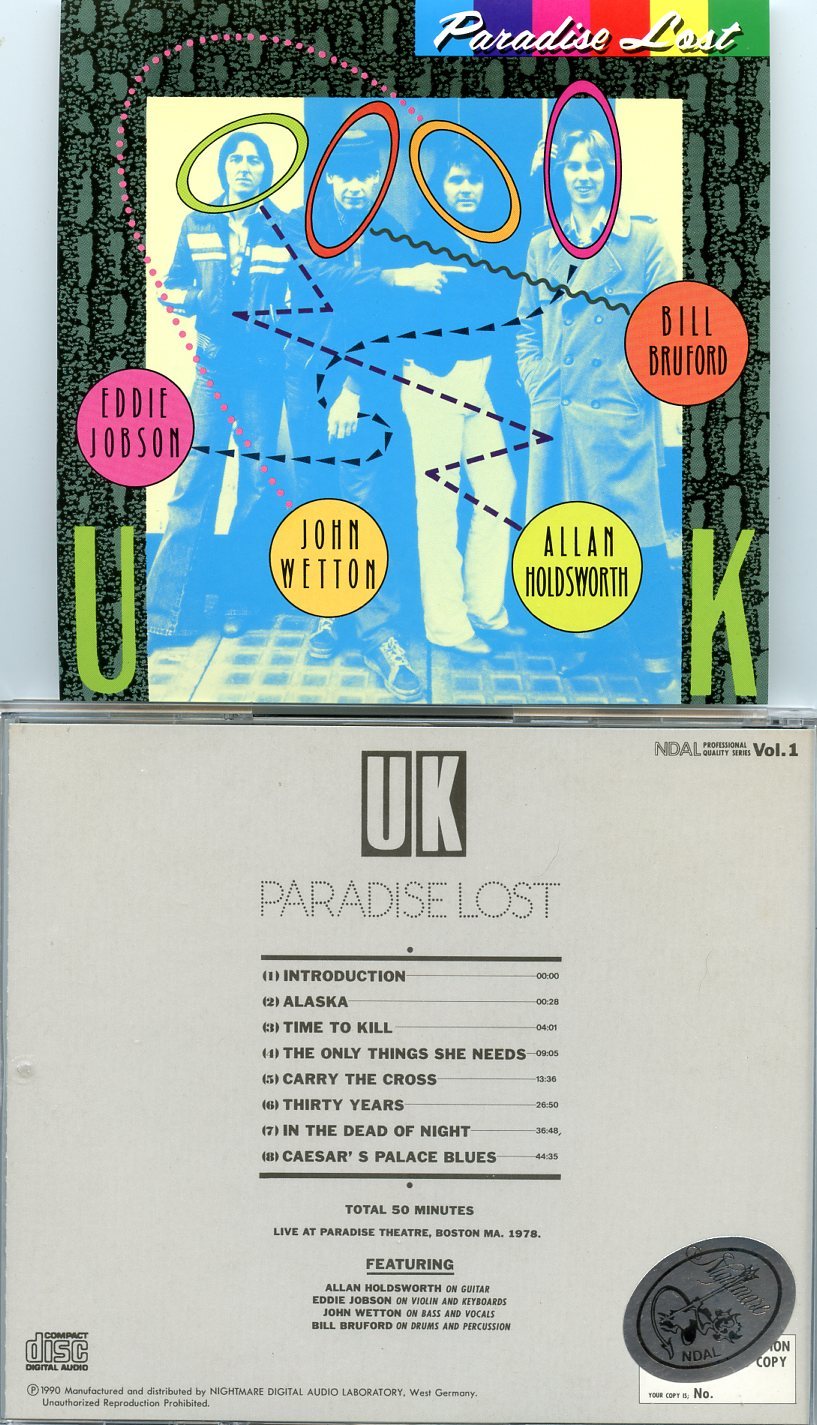 Paradise Lost
BILL
BRUFORD
EDDIE
JOBSON
JOHN
WETTON
ALLAN
HOLDSWORTH
U K
NDAL PROFESSIONAL QUALITY SERIES Vol.1
UK
PARADISE LOST
(1) INTRODUCTION 00:00
(2) ALASKA 00:28
(3) TIME TO KILL 04:01
(4) THE ONLY THINGS SHE NEEDS 09:05
(5) CARRY THE CROSS 13:36
(6) THIRTY YEARS 26:50
(7) IN THE DEAD OF NIGHT 36:48,
(8) CAESAR' S PALACE BLUES 44:35
TOTAL 50 MINUTES
LIVE AT PARADISE THEATRE, BOSTON MA. 1978.
FEATURING
ALLAN HOLDSWORTH ON GUITAR
EDDIE JOBSON ON VIOLIN AND KEYBOARDS
JOHN WETTON ON BASS AND VOCALS
BILL BRUFORD ON DRUMS AND PERCUSSION
Nightmare
NDAL
COPY
YOUR COPY IS; No.
COMPACT
disc
DIGITAL AUDIO
Ⓟ1990 Manufactured and distributed by NIGHTMARE DIGITAL AUDIO LABORATORY, West Germany.
Unauthorized Reproduction Prohibited.